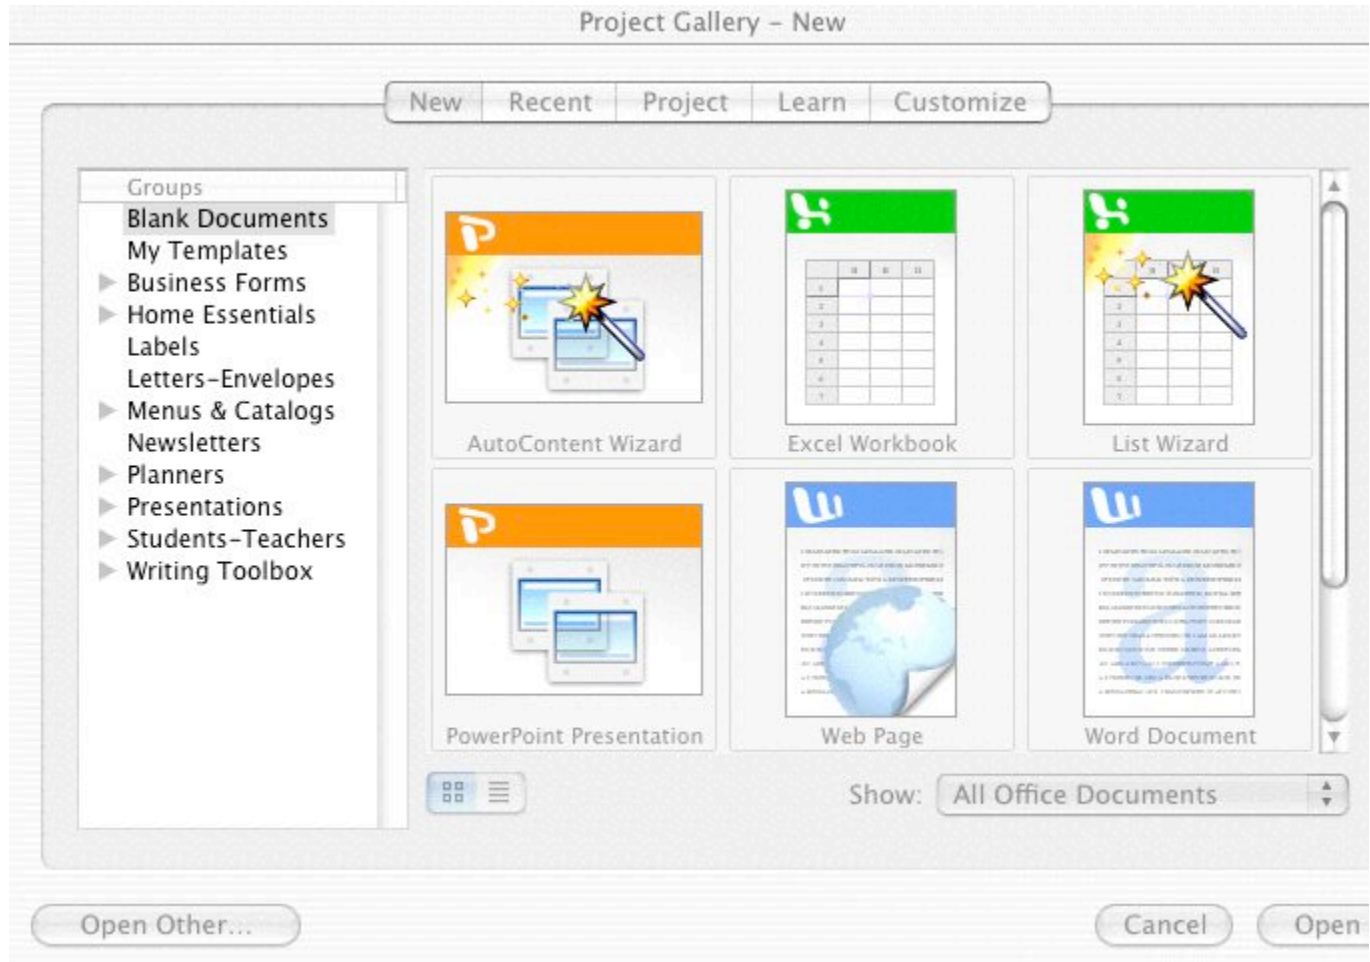 Project Gallery – New
New Recent Project Learn Customize
Groups
Blank Documents
My Templates
Business Forms
Home Essentials
Labels
Letters–Envelopes
Menus & Catalogs
Newsletters
Planners
Presentations
Students–Teachers
Writing Toolbox
AutoContent Wizard
Excel Workbook
List Wizard
PowerPoint Presentation
Web Page
Word Document
Show: All Office Documents
Open Other...
Cancel
Open